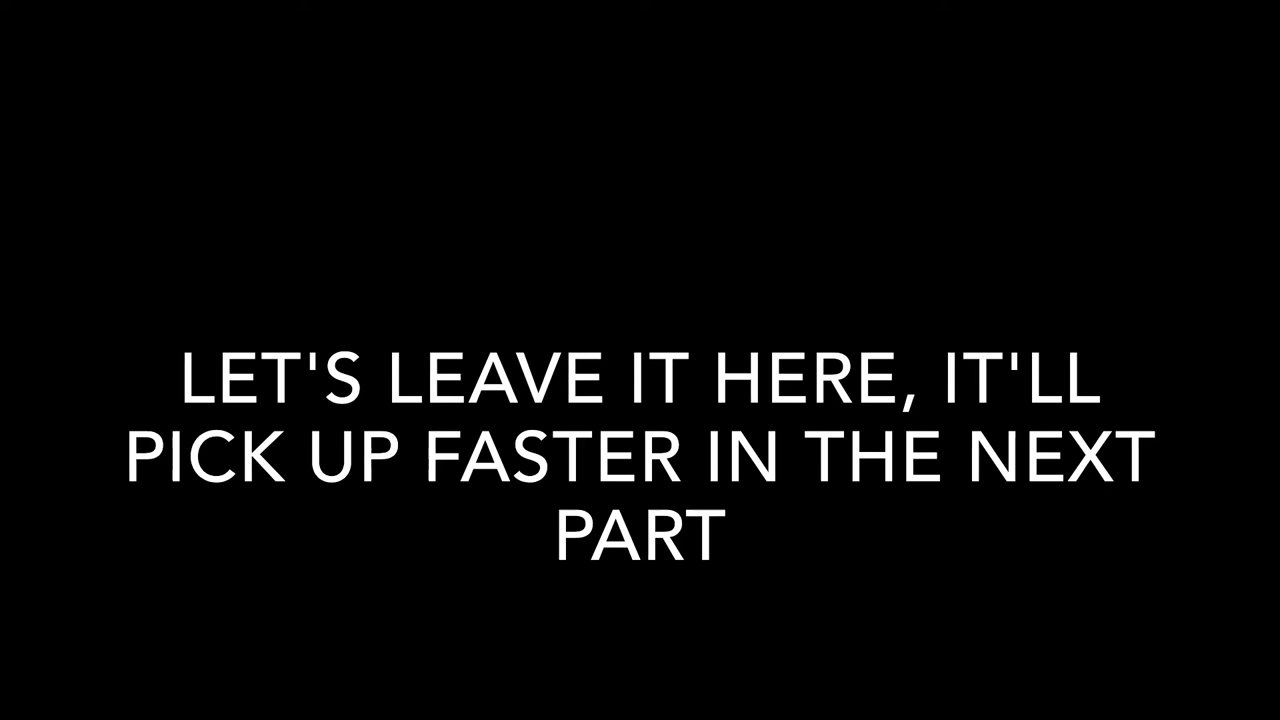 LET'S LEAVE IT HERE, IT'LL
PICK UP FASTER IN THE NEXT
PART